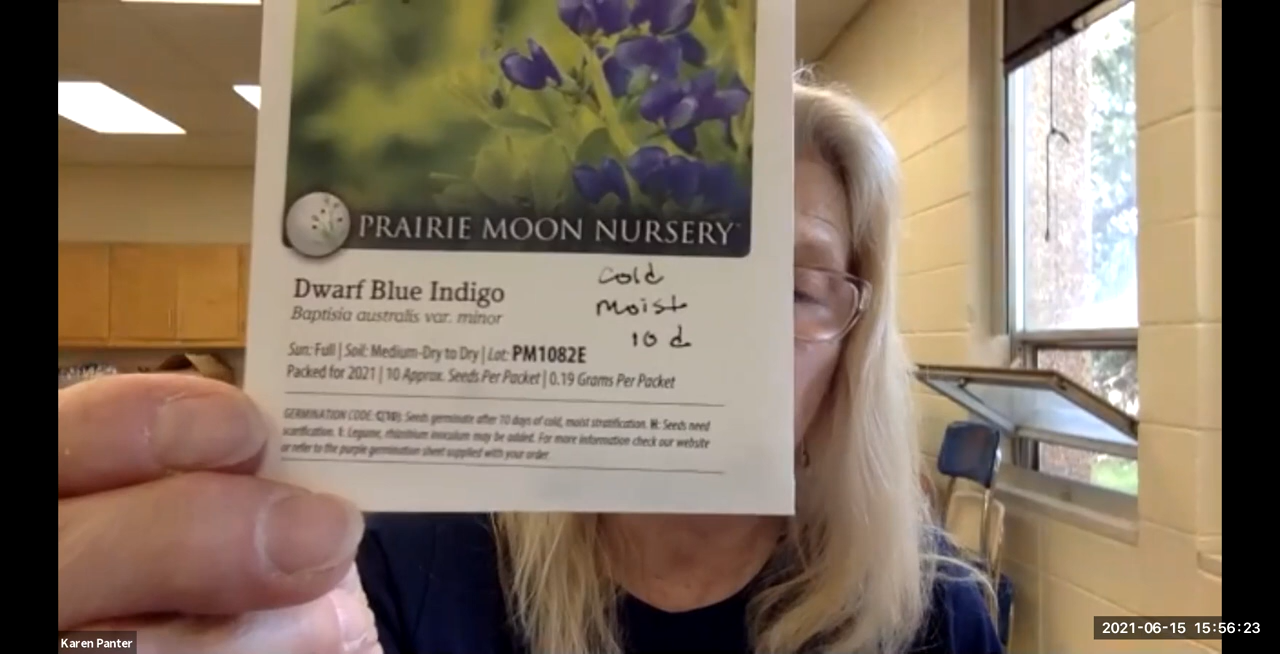 PRAIRIE MOON NURSERY
Dwarf Blue Indigo
Baptisia australis var. minor
Cold
moist
10 d
Sun: Full | Soil: Medium-Dry to Dry | Lot: PM1082E
Packed for 2021 | 10 Approx. Seeds Per Packet | 0.19 Grams Per Packet
GERMINATION CODE: C(10): Seeds germinate after 10 days of cold, moist stratification. H: Seeds need
scarification. I: Legume, rhizobium inoculum may be added. For more information check our website
or refer to the purple germination sheet supplied with your order.
Karen Panter
2021-06-15 15:56:23